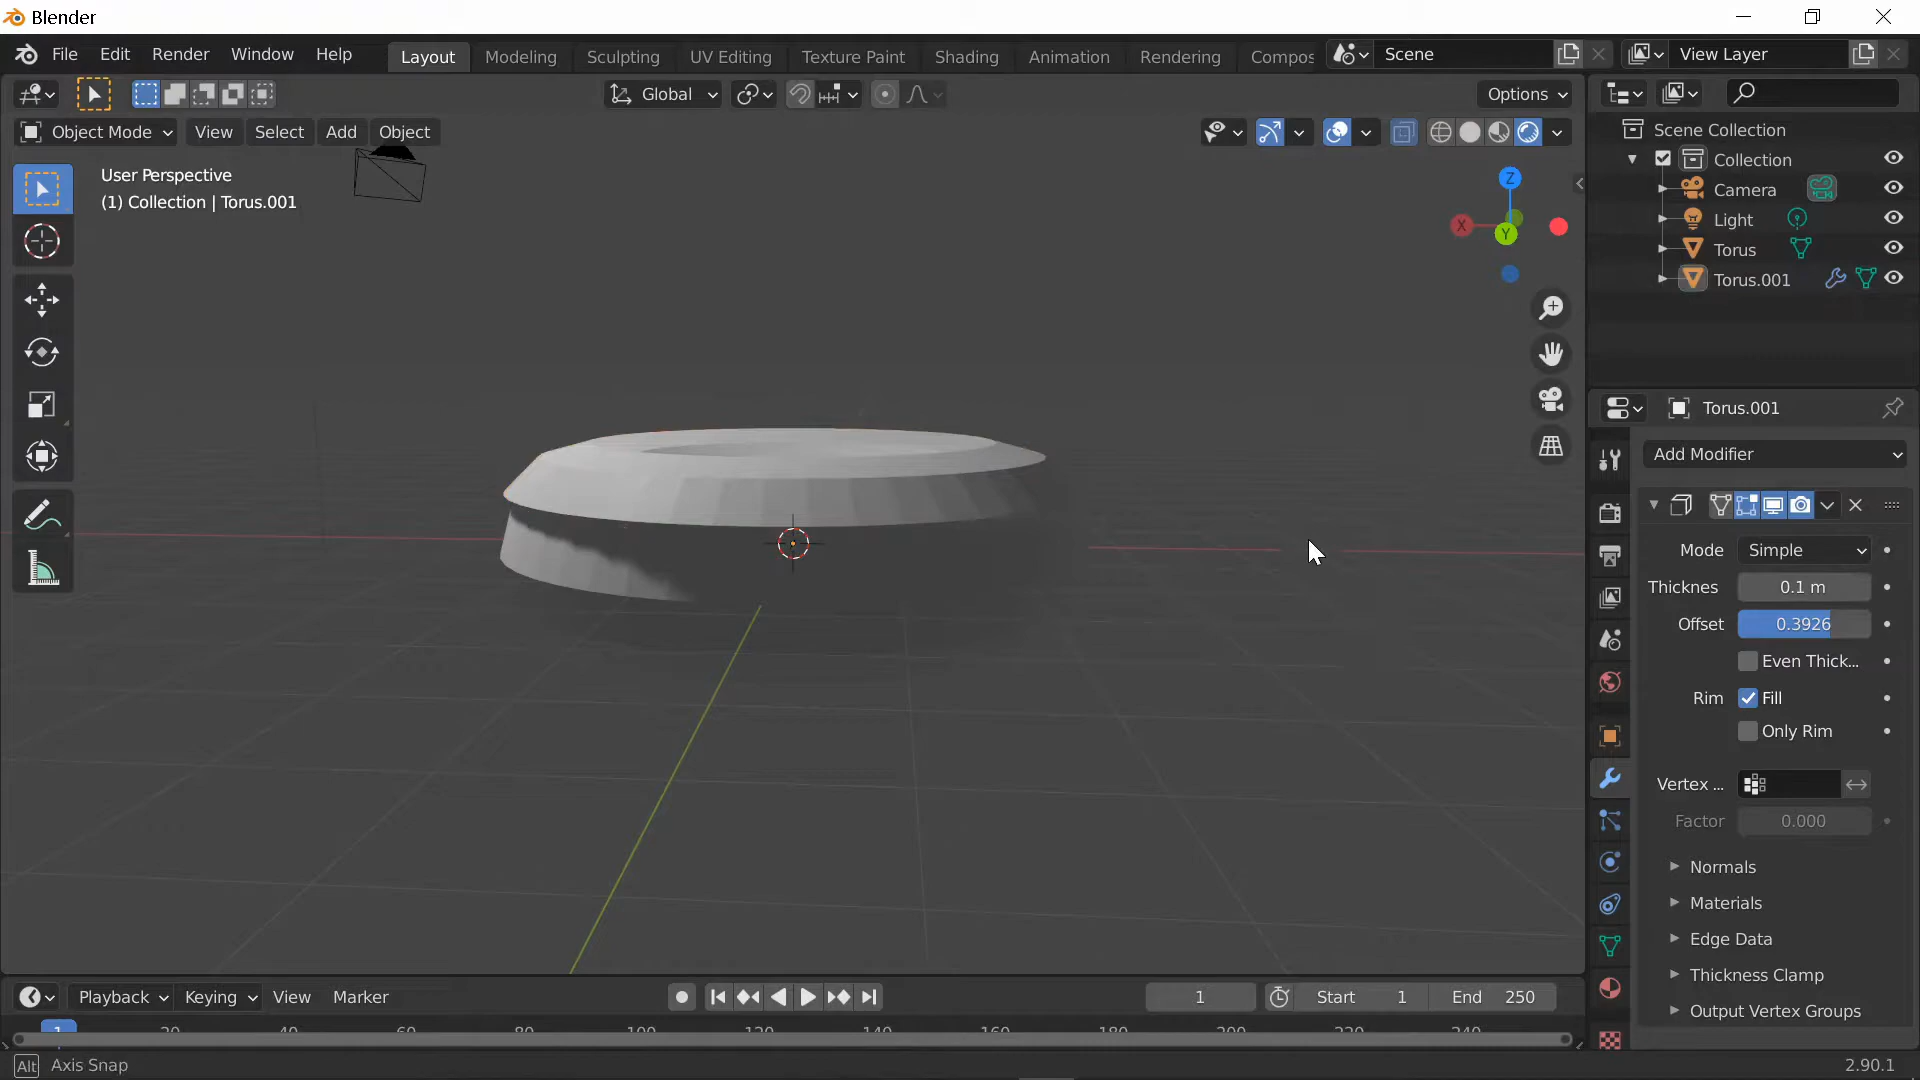 Blender
File Edit Render Window Help Layout Modeling Sculpting UV Editing Texture Paint Shading Animation Rendering Compos Scene View Layer
Global Options
Object Mode View Select Add Object
User Perspective
(1) Collection | Torus.001
Z
X
Y
Scene Collection
Collection
Camera
Light
Torus
Torus.001
Torus.001
Add Modifier
Mode Simple
Thicknes 0.1 m
Offset 0.3926
Even Thick...
Rim Fill
Only Rim
Vertex ...
Factor 0.000
Normals
Materials
Edge Data
Thickness Clamp
Output Vertex Groups
Playback Keying View Marker 1 Start 1 End 250
1 20 40 60 80 100 120 140 160 180 200 220 240
Alt Axis Snap 2.90.1